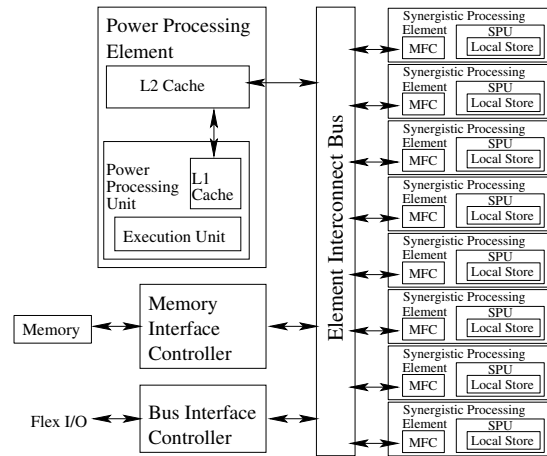 Power Processing
Element
L2 Cache
Power
Processing
Unit
L1
Cache
Execution Unit
Memory
Memory
Interface
Controller
Flex I/O
Bus Interface
Controller
Element Interconnect Bus
Synergistic Processing
Element
SPU
MFC
Local Store
Synergistic Processing
Element
SPU
MFC
Local Store
Synergistic Processing
Element
SPU
MFC
Local Store
Synergistic Processing
Element
SPU
MFC
Local Store
Synergistic Processing
Element
SPU
MFC
Local Store
Synergistic Processing
Element
SPU
MFC
Local Store
Synergistic Processing
Element
SPU
MFC
Local Store
Synergistic Processing
Element
SPU
MFC
Local Store